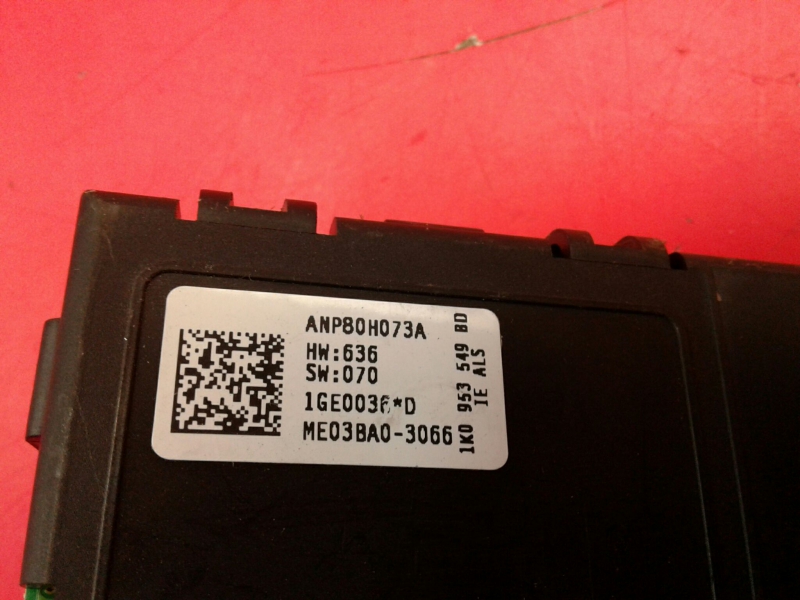 ANP80H073A
HW:636
SW:070
1GE0036*D
ME03BA0-3066
1K0 953 549 BD
IE ALS